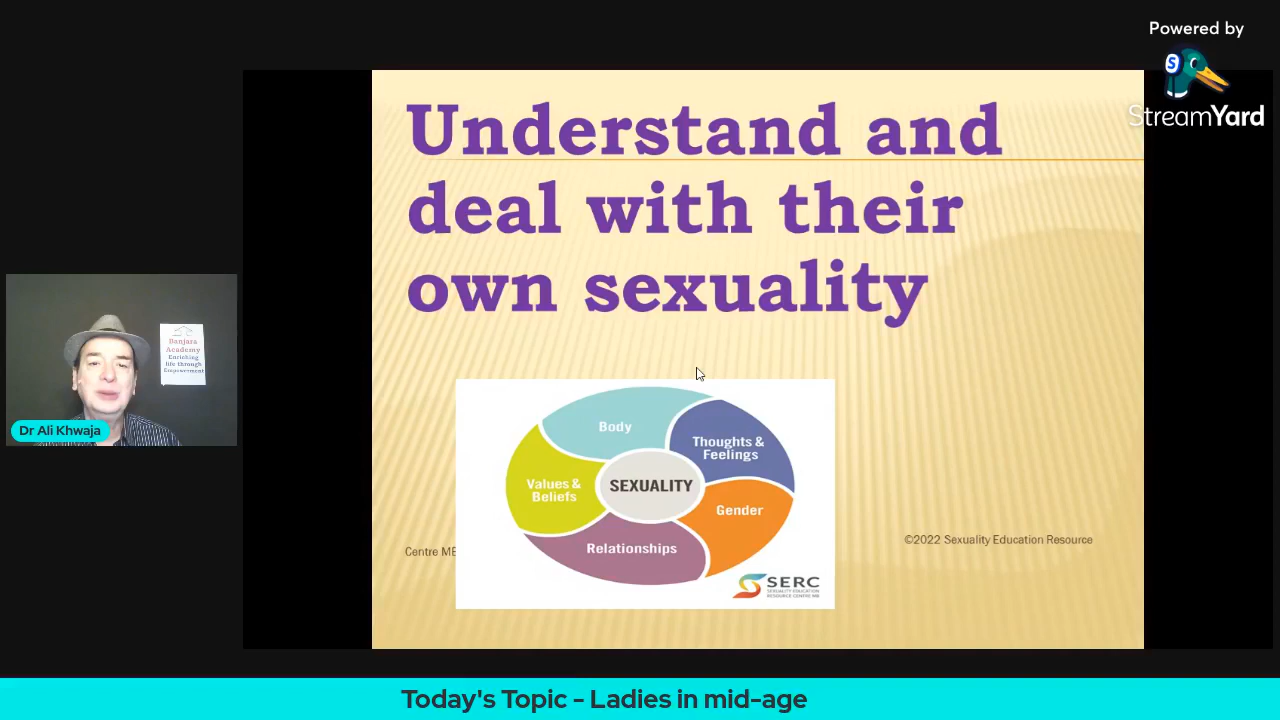 Powered by
StreamYard
Understand and
deal with their
own sexuality
Banjara
Academy
Enriching
life through
Empowerment
Dr Ali Khwaja
Body
Thoughts &
Feelings
Values &
Beliefs
SEXUALITY
Gender
Relationships
SERC
SEXUALITY EDUCATION
RESOURCE CENTRE MB
©2022 Sexuality Education Resource
Centre MB
Today's Topic - Ladies in mid-age